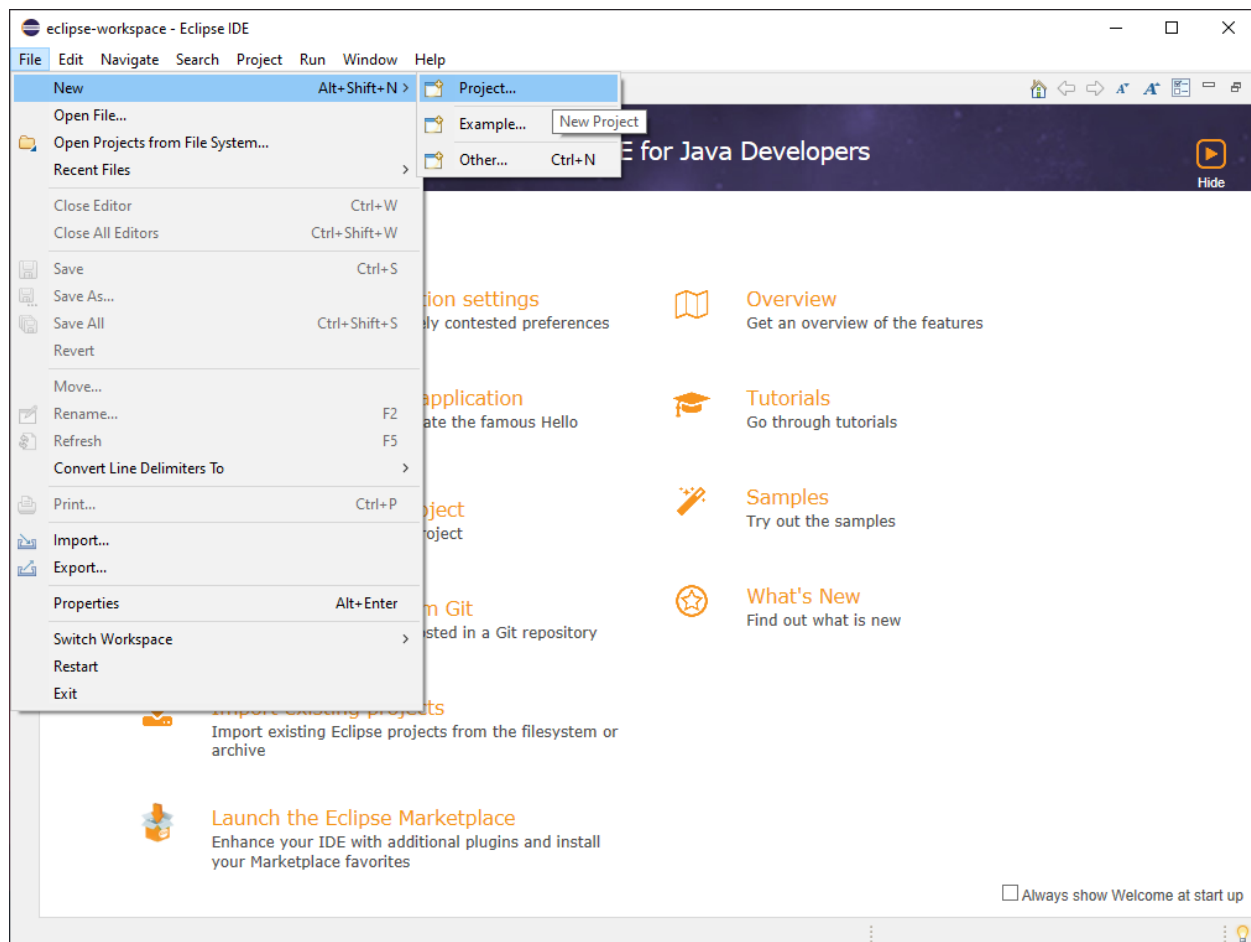 eclipse-workspace - Eclipse IDE
File Edit Navigate Search Project Run Window Help
New Alt+Shift+N >
Open File...
Open Projects from File System...
Recent Files >
Close Editor Ctrl+W
Close All Editors Ctrl+Shift+W
Save Ctrl+S
Save As...
Save All Ctrl+Shift+S
Revert
Move...
Rename... F2
Refresh F5
Convert Line Delimiters To >
Print... Ctrl+P
Import...
Export...
Properties Alt+Enter
Switch Workspace >
Restart
Exit
Project...
Example...
New Project
Other... Ctrl+N
E for Java Developers
Hide
settings
contested preferences
application
the famous Hello
Git
in a Git repository
Import existing projects
Import existing Eclipse projects from the filesystem or
archive
Launch the Eclipse Marketplace
Enhance your IDE with additional plugins and install
your Marketplace favorites
Overview
Get an overview of the features
Tutorials
Go through tutorials
Samples
Try out the samples
What's New
Find out what is new
Always show Welcome at start up